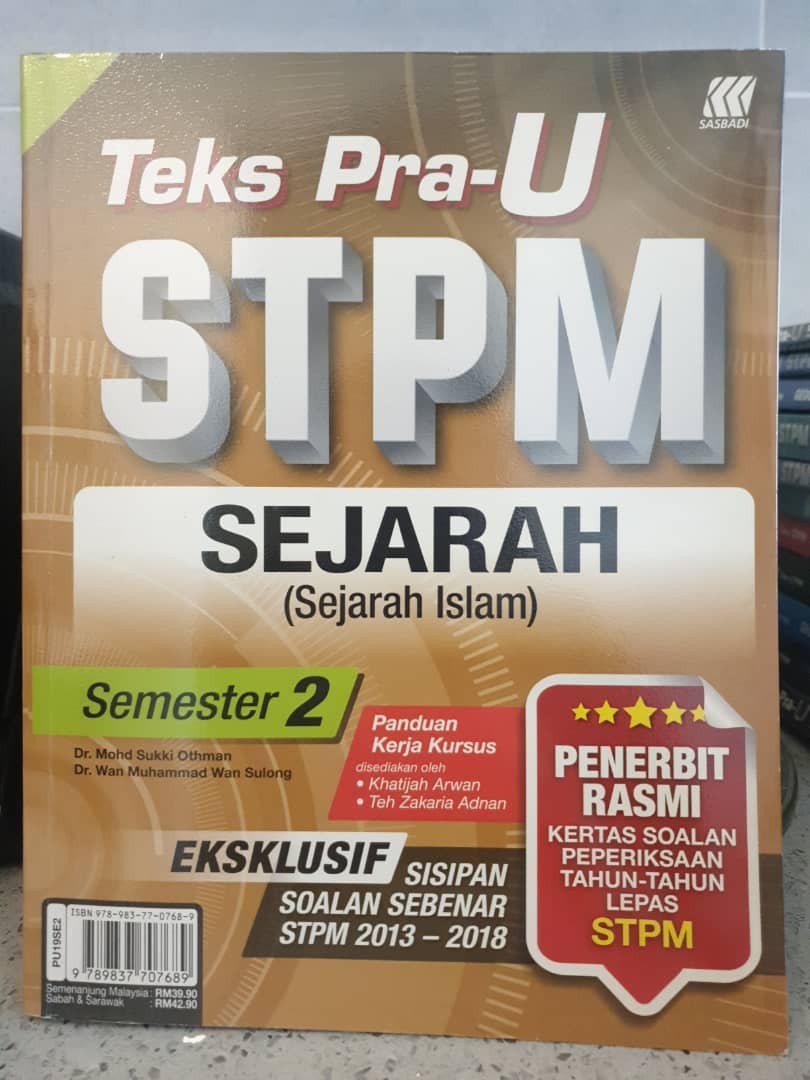 SASBADI
Teks Pra-U
STPM
SEJARAH
(Sejarah Islam)
Semester 2
Dr. Mohd Sukki Othman
Dr. Wan Muhammad Wan Sulong
Panduan
Kerja Kursus
disediakan oleh
• Khatijah Arwan
• Teh Zakaria Adnan
PENERBIT
RASMI
KERTAS SOALAN
PEPERIKSAAN
TAHUN-TAHUN
LEPAS
STPM
EKSKLUSIF SISIPAN
SOALAN SEBENAR
STPM 2013 – 2018
PU19SE2
ISBN 978-983-77-0768-9
9 789837 707689
Semenanjung Malaysia : RM39.90
Sabah & Sarawak : RM42.90
STPM
STPM
Pra-U